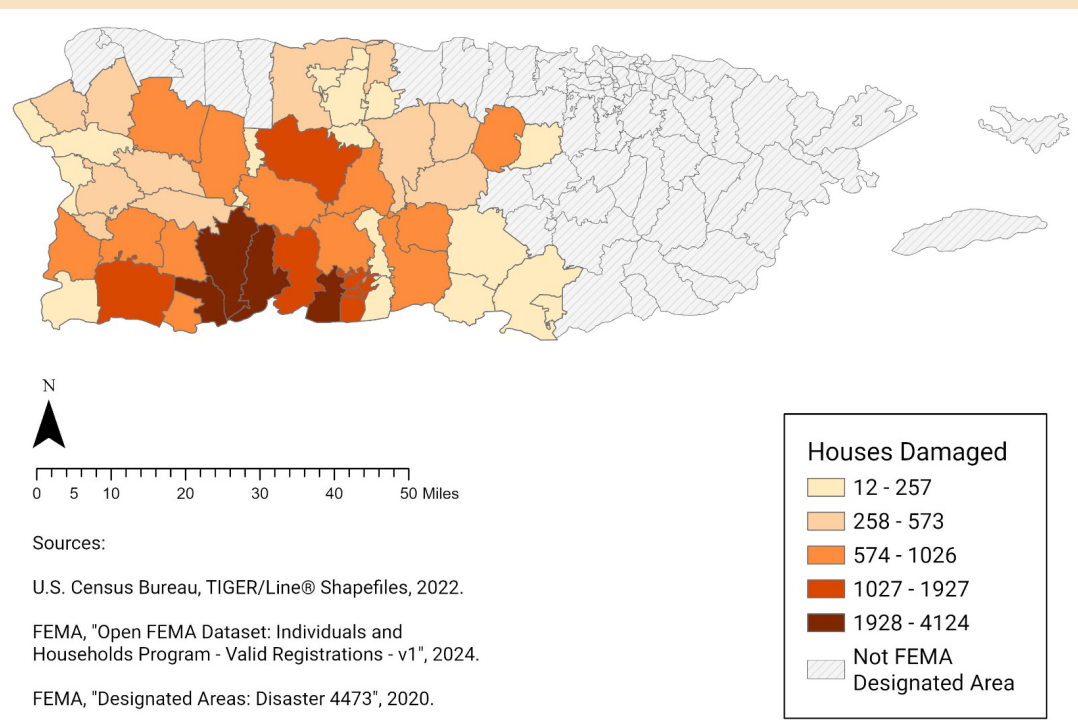 N
0 5 10 20 30 40 50 Miles
Sources:
U.S. Census Bureau, TIGER/Line® Shapefiles, 2022.
FEMA, "Open FEMA Dataset: Individuals and
Households Program - Valid Registrations - v1", 2024.
FEMA, "Designated Areas: Disaster 4473", 2020.
Houses Damaged
12 - 257
258 - 573
574 - 1026
1027 - 1927
1928 - 4124
Not FEMA
Designated Area